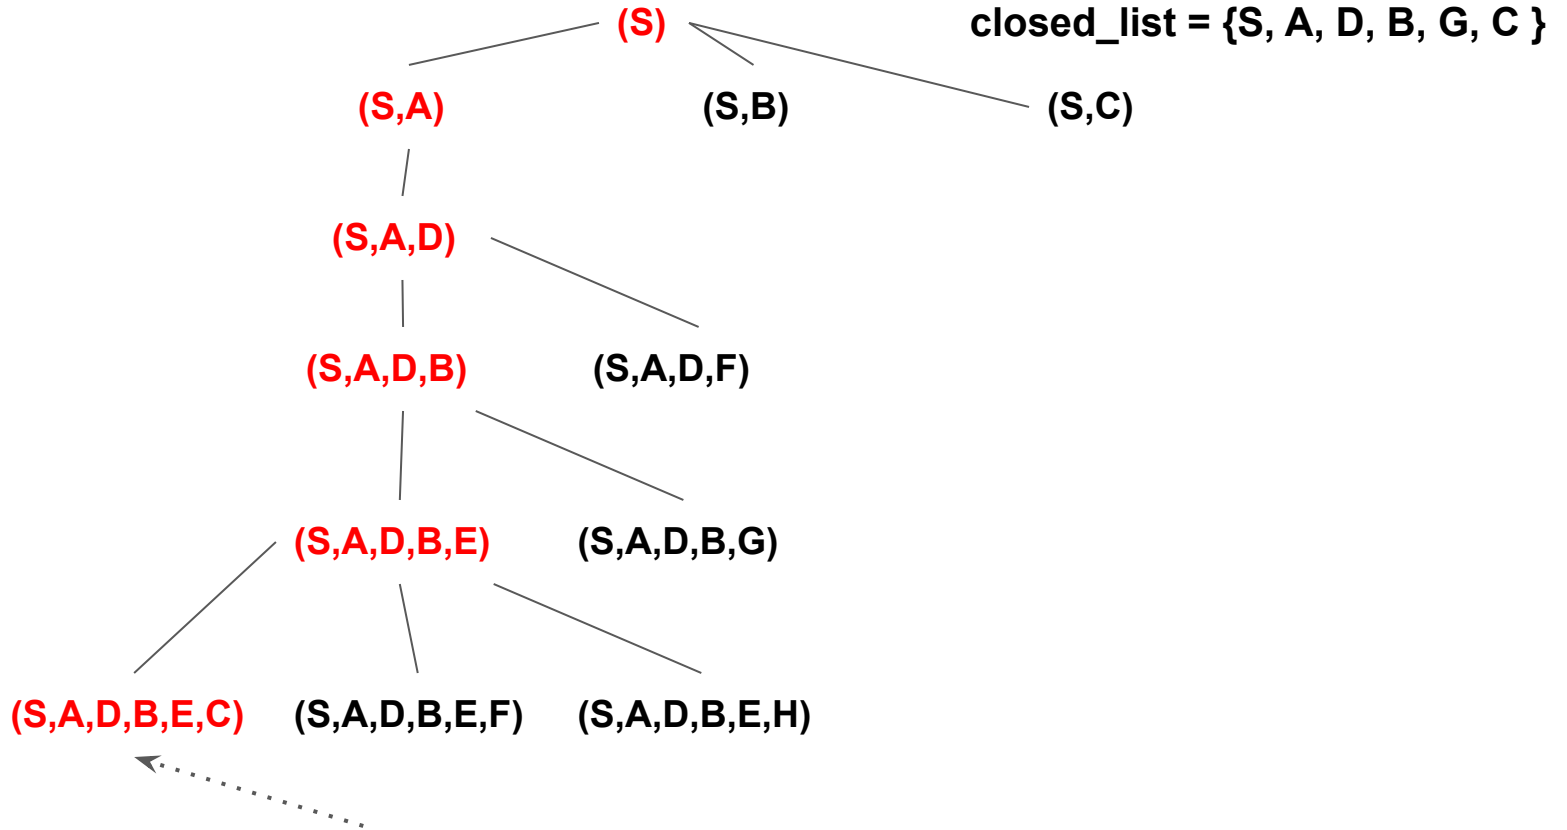 (S)
closed_list = {S, A, D, B, G, C }
(S,A)
(S,B)
(S,C)
(S,A,D)
(S,A,D,B)
(S,A,D,F)
(S,A,D,B,E)
(S,A,D,B,G)
(S,A,D,B,E,C)
(S,A,D,B,E,F)
(S,A,D,B,E,H)